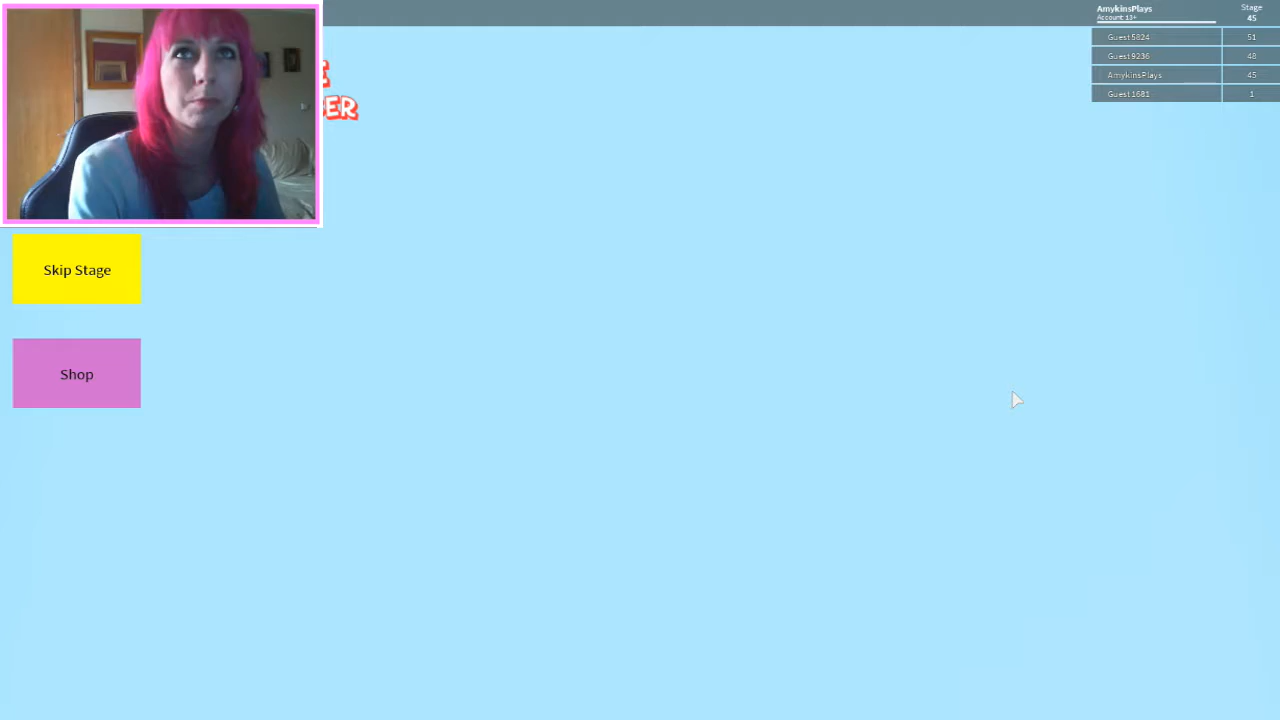 AmykinsPlays
Account: 13+
Stage
45
Guest 5824 51
Guest 9236 48
AmykinsPlays 45
Guest 1681 1
ER
Skip Stage
Shop